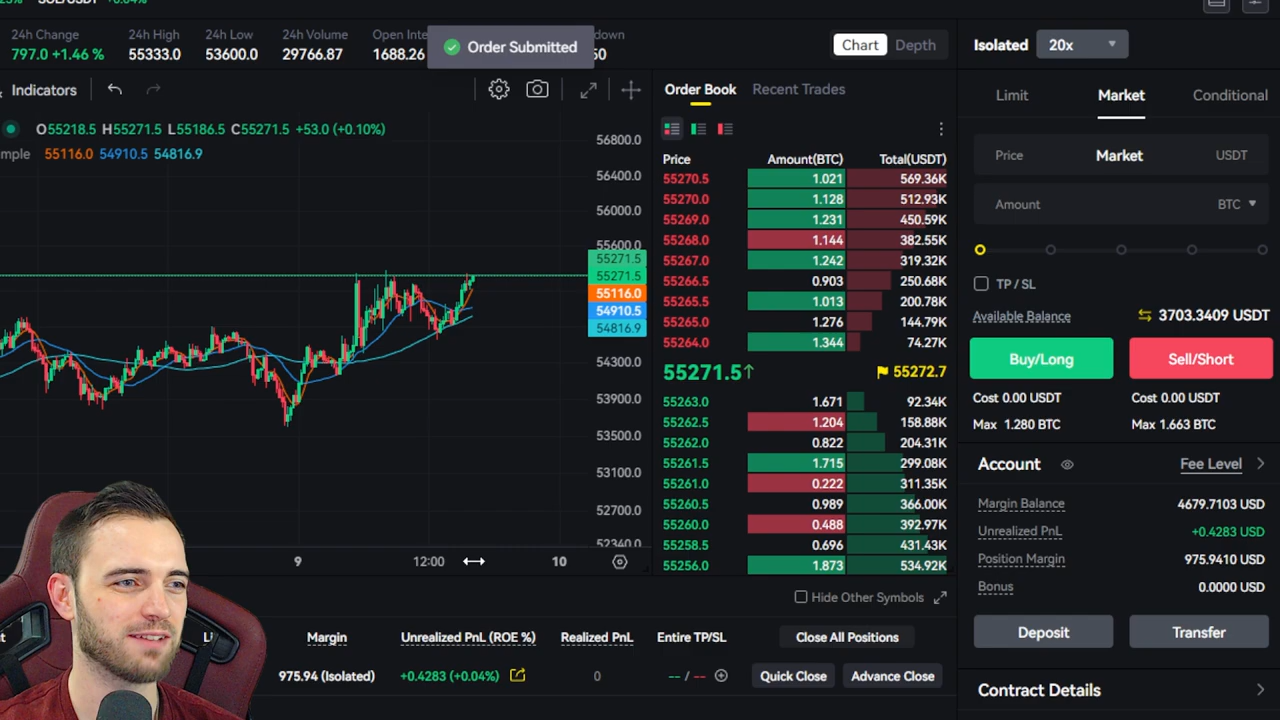 SOL/USDT +0.04%
24h Change 24h High 24h Low 24h Volume Open Inte
797.0 +1.46 % 55333.0 53600.0 29766.87 1688.26
Order Submitted
down
50
Chart Depth
Isolated 20x
Indicators
O55218.5 H55271.5 L55186.5 C55271.5 +53.0 (+0.10%)
mple 55116.0 54910.5 54816.9
56800.0
56400.0
56000.0
55600.0
55271.5
55271.5
55116.0
54910.5
54816.9
54300.0
53900.0
53500.0
53100.0
52700.0
52340.0
9 12:00 10
Order Book Recent Trades
Price Amount(BTC) Total(USDT)
55270.5 1.021 569.36K
55270.0 1.128 512.93K
55269.0 1.231 450.59K
55268.0 1.144 382.55K
55267.0 1.242 319.32K
55266.5 0.903 250.68K
55265.5 1.013 200.78K
55265.0 1.276 144.79K
55264.0 1.344 74.27K
55271.5↑ 55272.7
55263.0 1.671 92.34K
55262.5 1.204 158.88K
55262.0 0.822 204.31K
55261.5 1.715 299.08K
55261.0 0.222 311.35K
55260.5 0.989 366.00K
55260.0 0.488 392.97K
55258.5 0.696 431.43K
55256.0 1.873 534.92K
Limit Market Conditional
Price Market USDT
Amount BTC
TP / SL
Available Balance 3703.3409 USDT
Buy/Long Sell/Short
Cost 0.00 USDT Cost 0.00 USDT
Max 1.280 BTC Max 1.663 BTC
Account Fee Level
Margin Balance 4679.7103 USD
Unrealized PnL +0.4283 USD
Position Margin 975.9410 USD
Bonus 0.0000 USD
Deposit Transfer
Contract Details
Hide Other Symbols
Margin Unrealized PnL (ROE %) Realized PnL Entire TP/SL Close All Positions
975.94 (Isolated) +0.4283 (+0.04%) 0 -- / -- Quick Close Advance Close